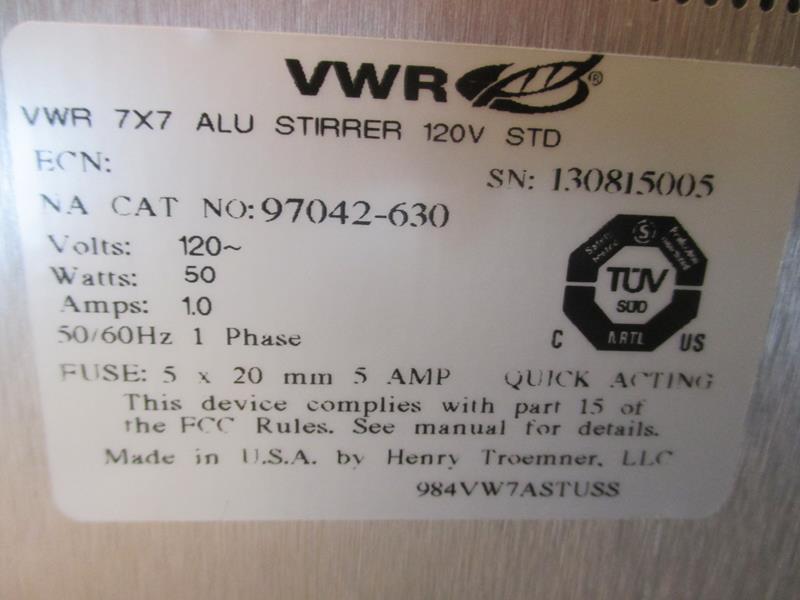 VWR®
VWR 7X7 ALU STIRRER 120V STD
ECN: SN: 130815005
NA CAT NO:97042-630
Volts: 120~
Watts: 50
Amps: 1.0
50/60Hz 1 Phase
FUSE: 5 x 20 mm 5 AMP QUICK ACTING
This device complies with part 15 of
the FCC Rules. See manual for details.
Made in U.S.A. by Henry Troemner, LLC
984VW7ASTUSS
TÜV
SÜD
C NRTL US